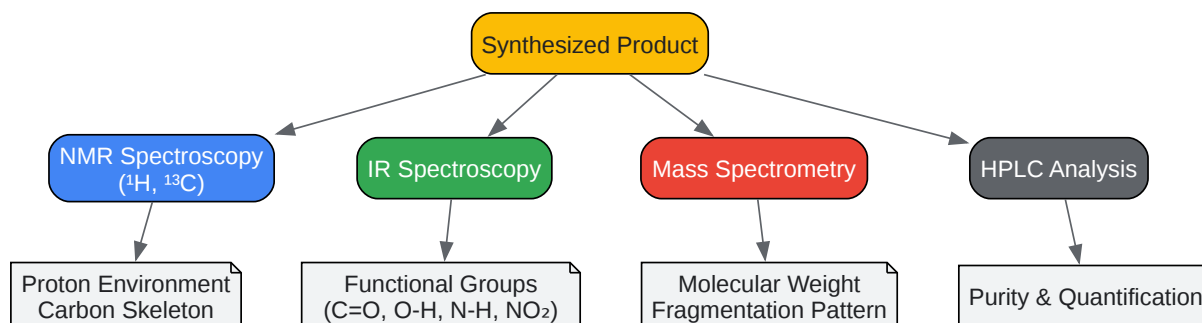 Synthesized Product
NMR Spectroscopy
(¹H, ¹³C)
IR Spectroscopy
Mass Spectrometry
HPLC Analysis
Proton Environment
Carbon Skeleton
Functional Groups
(C=O, O-H, N-H, NO₂)
Molecular Weight
Fragmentation Pattern
Purity & Quantification